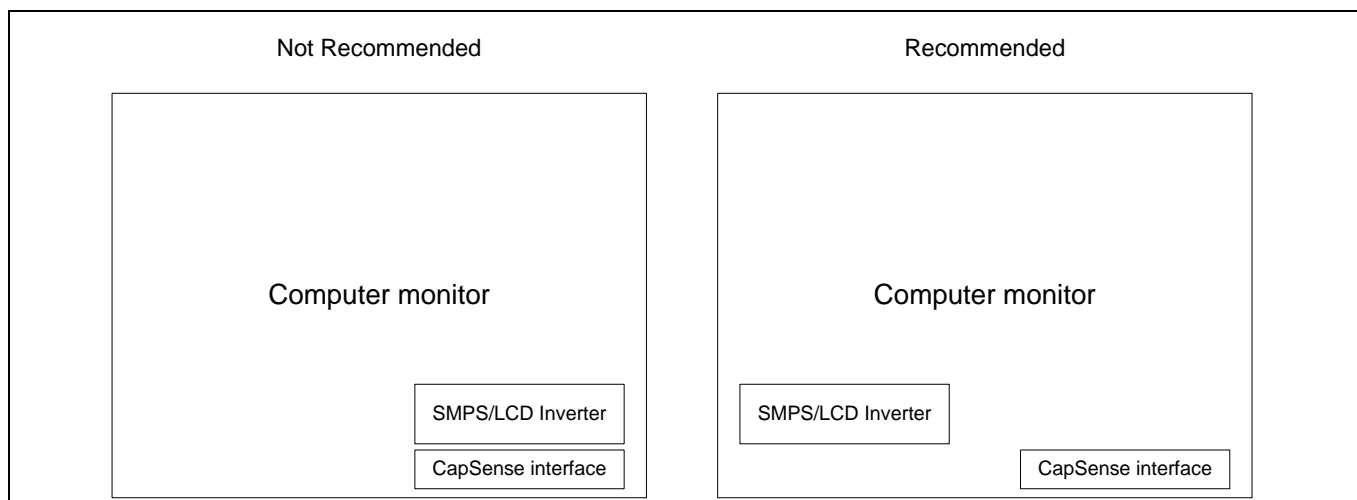 Not Recommended
Recommended
Computer monitor
Computer monitor
SMPS/LCD Inverter
SMPS/LCD Inverter
CapSense interface
CapSense interface